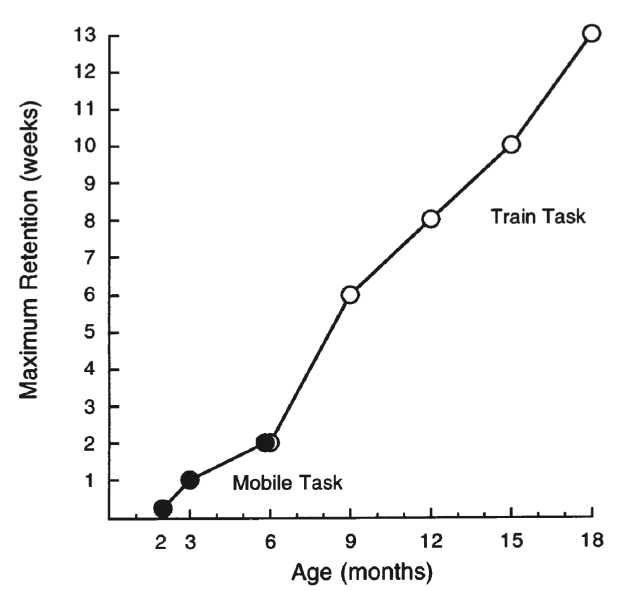 13
12
11
10
9
8
7
6
5
4
3
2
1
Maximum Retention (weeks)
Train Task
Mobile Task
2 3 6 9 12 15 18
Age (months)